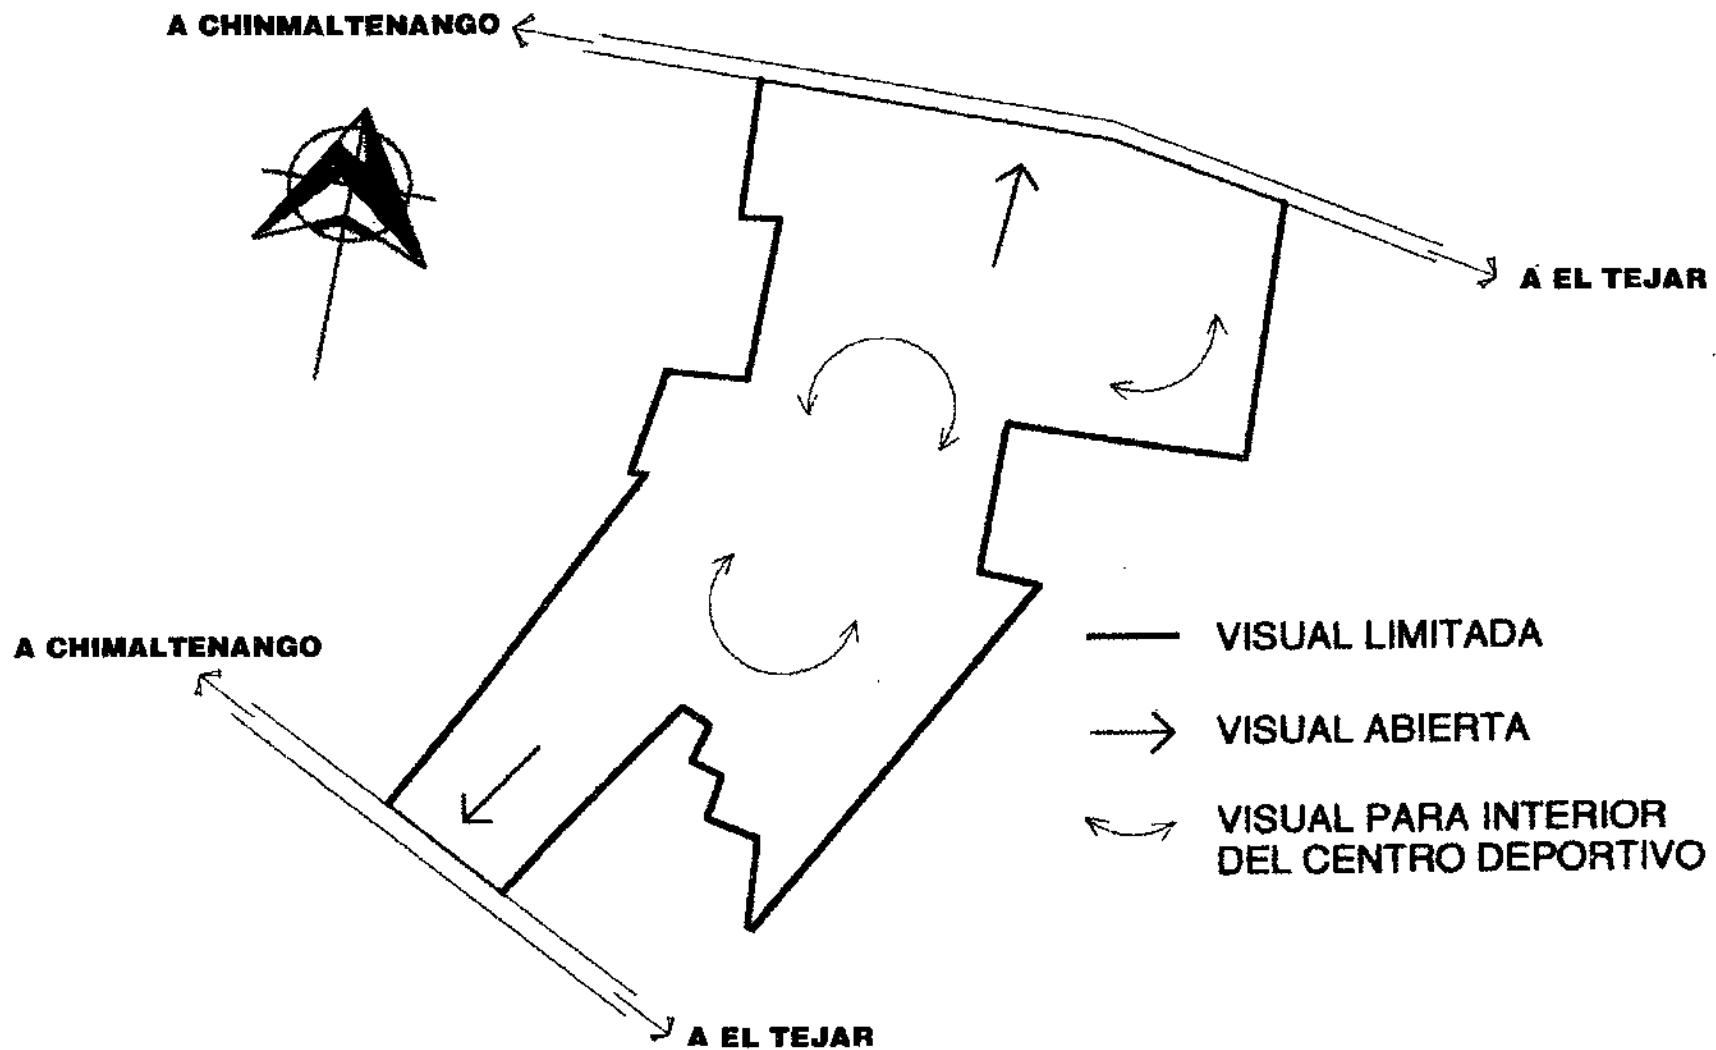 A CHINMALTENANGO
A EL TEJAR
A CHIMALTENANGO
VISUAL LIMITADA
VISUAL ABIERTA
VISUAL PARA INTERIOR
DEL CENTRO DEPORTIVO
A EL TEJAR